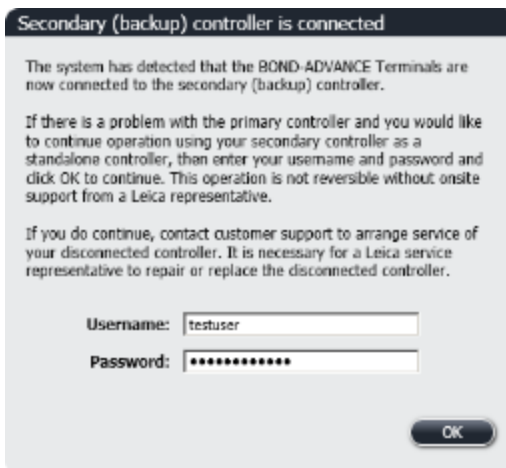 Secondary (backup) controller is connected
The system has detected that the BOND-ADVANCE Terminals are
now connected to the secondary (backup) controller.
If there is a problem with the primary controller and you would like
to continue operation using your secondary controller as a
standalone controller, then enter your username and password and
click OK to continue. This operation is not reversible without onsite
support from a Leica representative.
If you do continue, contact customer support to arrange service of
your disconnected controller. It is necessary for a Leica service
representative to repair or replace the disconnected controller.
Username: testuser
Password: ••••••••••••
OK